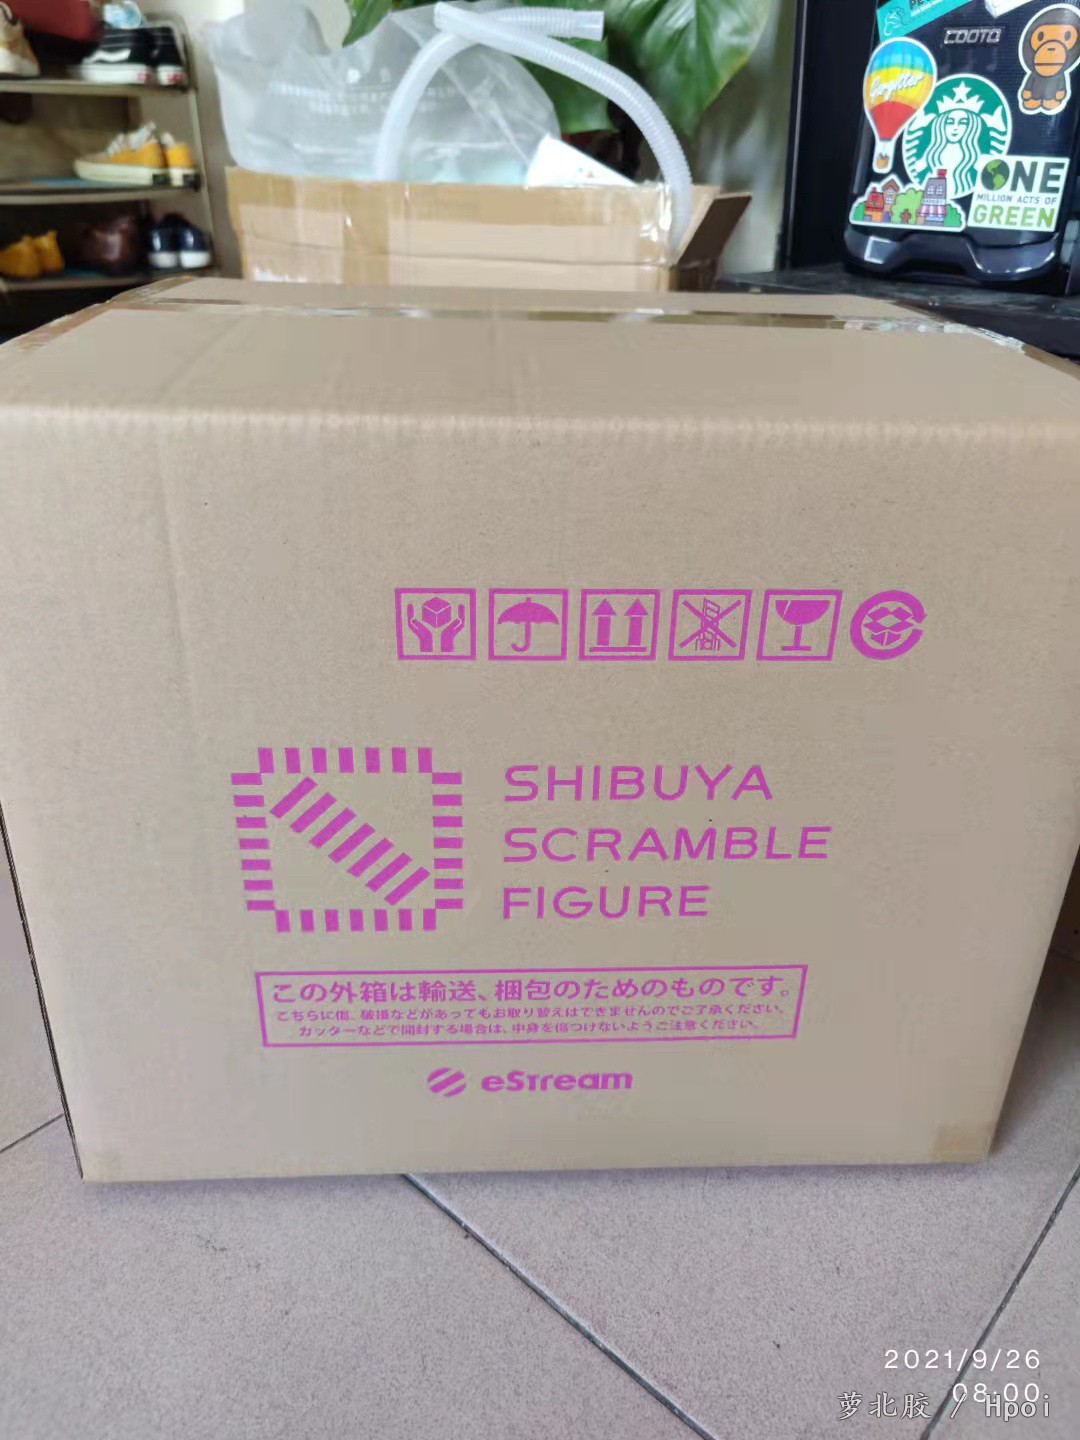 COOTO
Gorgitter
ONE
MILLION ACTS OF
GREEN
SHIBUYA
SCRAMBLE
FIGURE
この外箱は輸送、梱包のためのものです。
こちらに傷、破損などがあってもお取り替えはできませんのでご了承ください。
カッターなどで開封する場合は、中身を傷つけないようご注意ください。
eStream
2021/9/26
08:00
萝北胶 / Hpoi